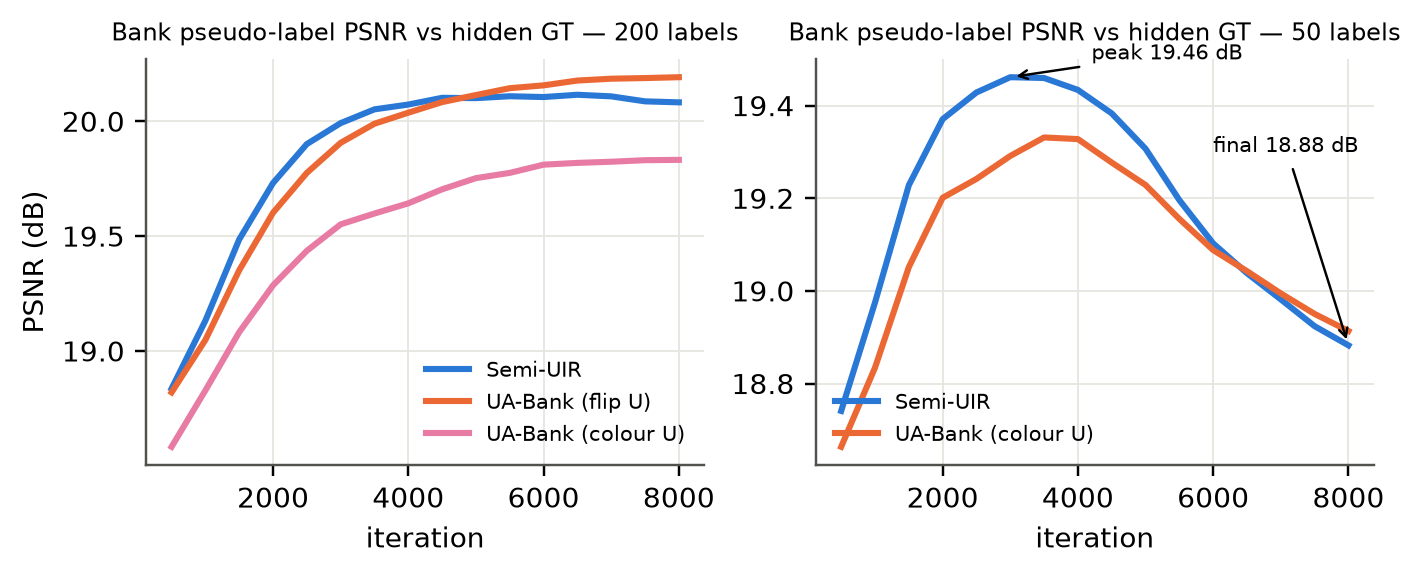 Bank pseudo-label PSNR vs hidden GT — 200 labels
PSNR (dB)
20.0
19.5
19.0
Semi-UIR
UA-Bank (flip U)
UA-Bank (colour U)
2000 4000 6000 8000
iteration
Bank pseudo-label PSNR vs hidden GT — 50 labels
peak 19.46 dB
19.4
final 18.88 dB
19.2
19.0
18.8
Semi-UIR
UA-Bank (colour U)
2000 4000 6000 8000
iteration